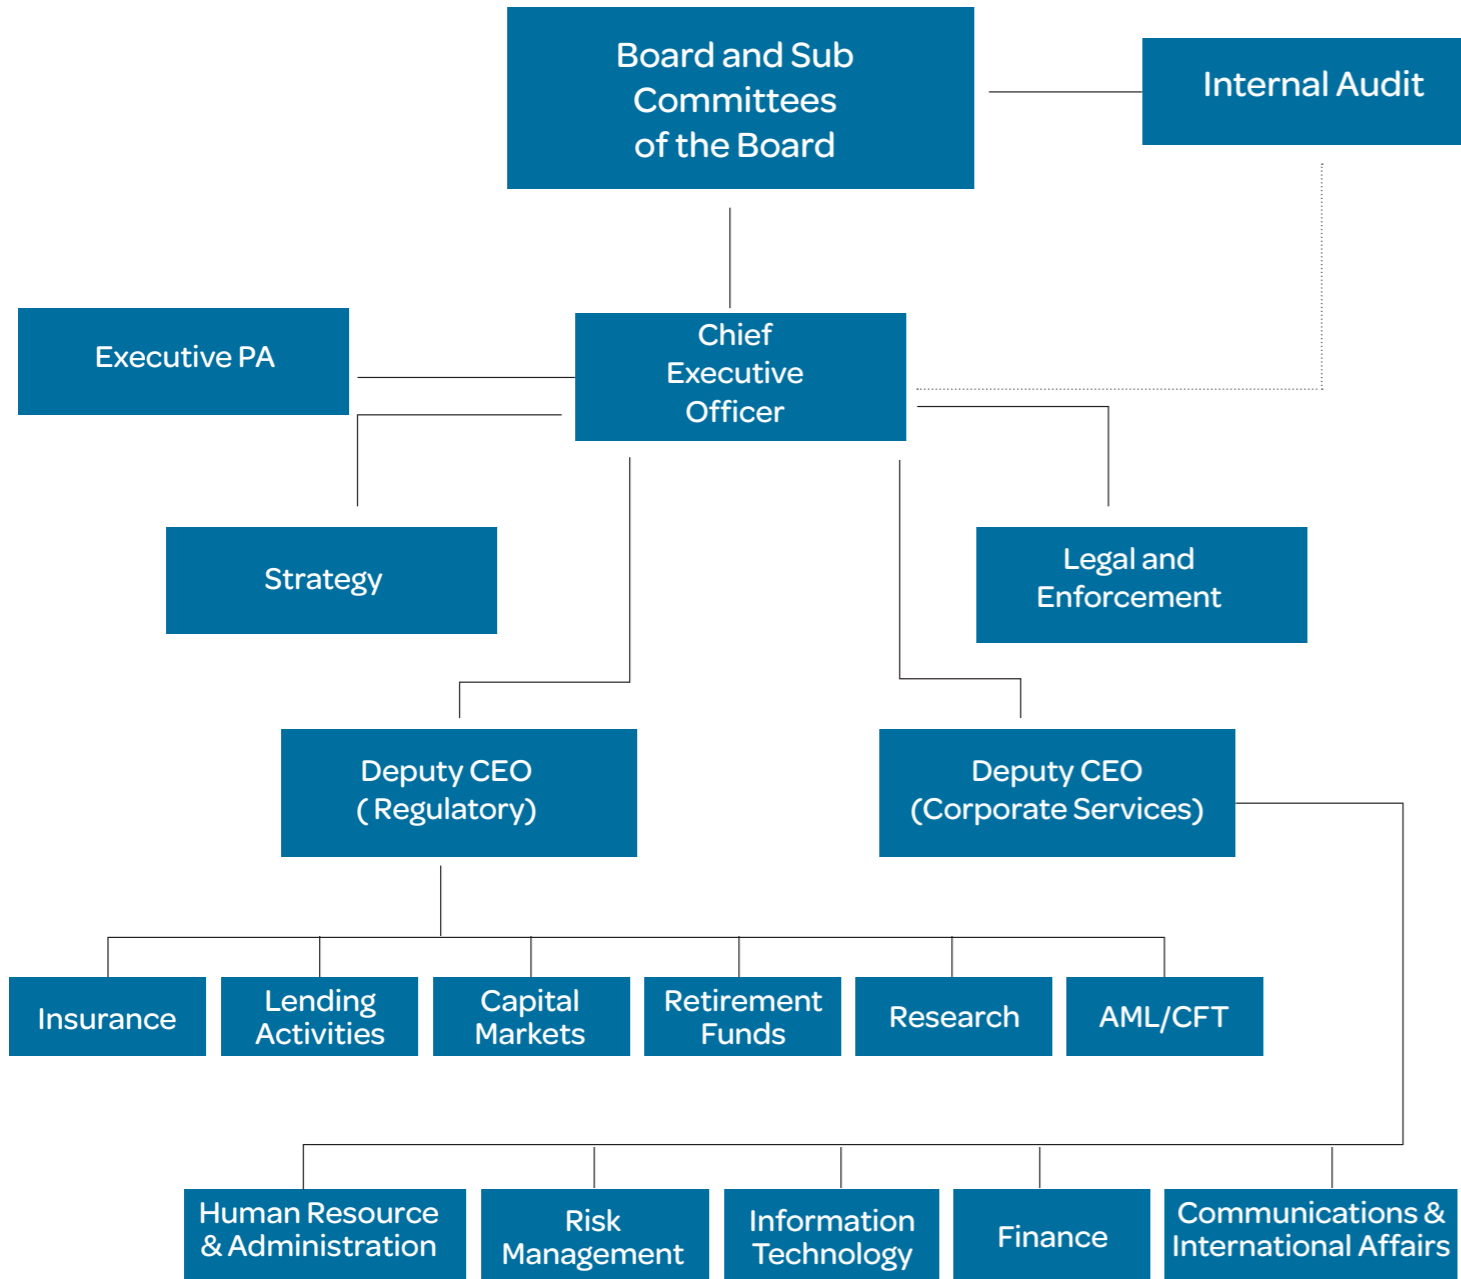 Board and Sub
Committees
of the Board
Internal Audit
Executive PA
Chief
Executive
Officer
Strategy
Legal and
Enforcement
Deputy CEO
( Regulatory)
Deputy CEO
(Corporate Services)
Insurance
Lending
Activities
Capital
Markets
Retirement
Funds
Research
AML/CFT
Human Resource
& Administration
Risk
Management
Information
Technology
Finance
Communications &
International Affairs